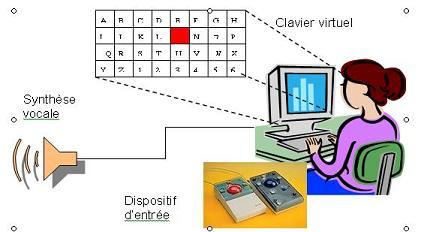 A B C D E F G H
I J K L N O P
Q R S T U V W X
Y Z 1 2 3 4 5 6
Clavier virtuel
Synthèse
vocale
Dispositif
d'entrée